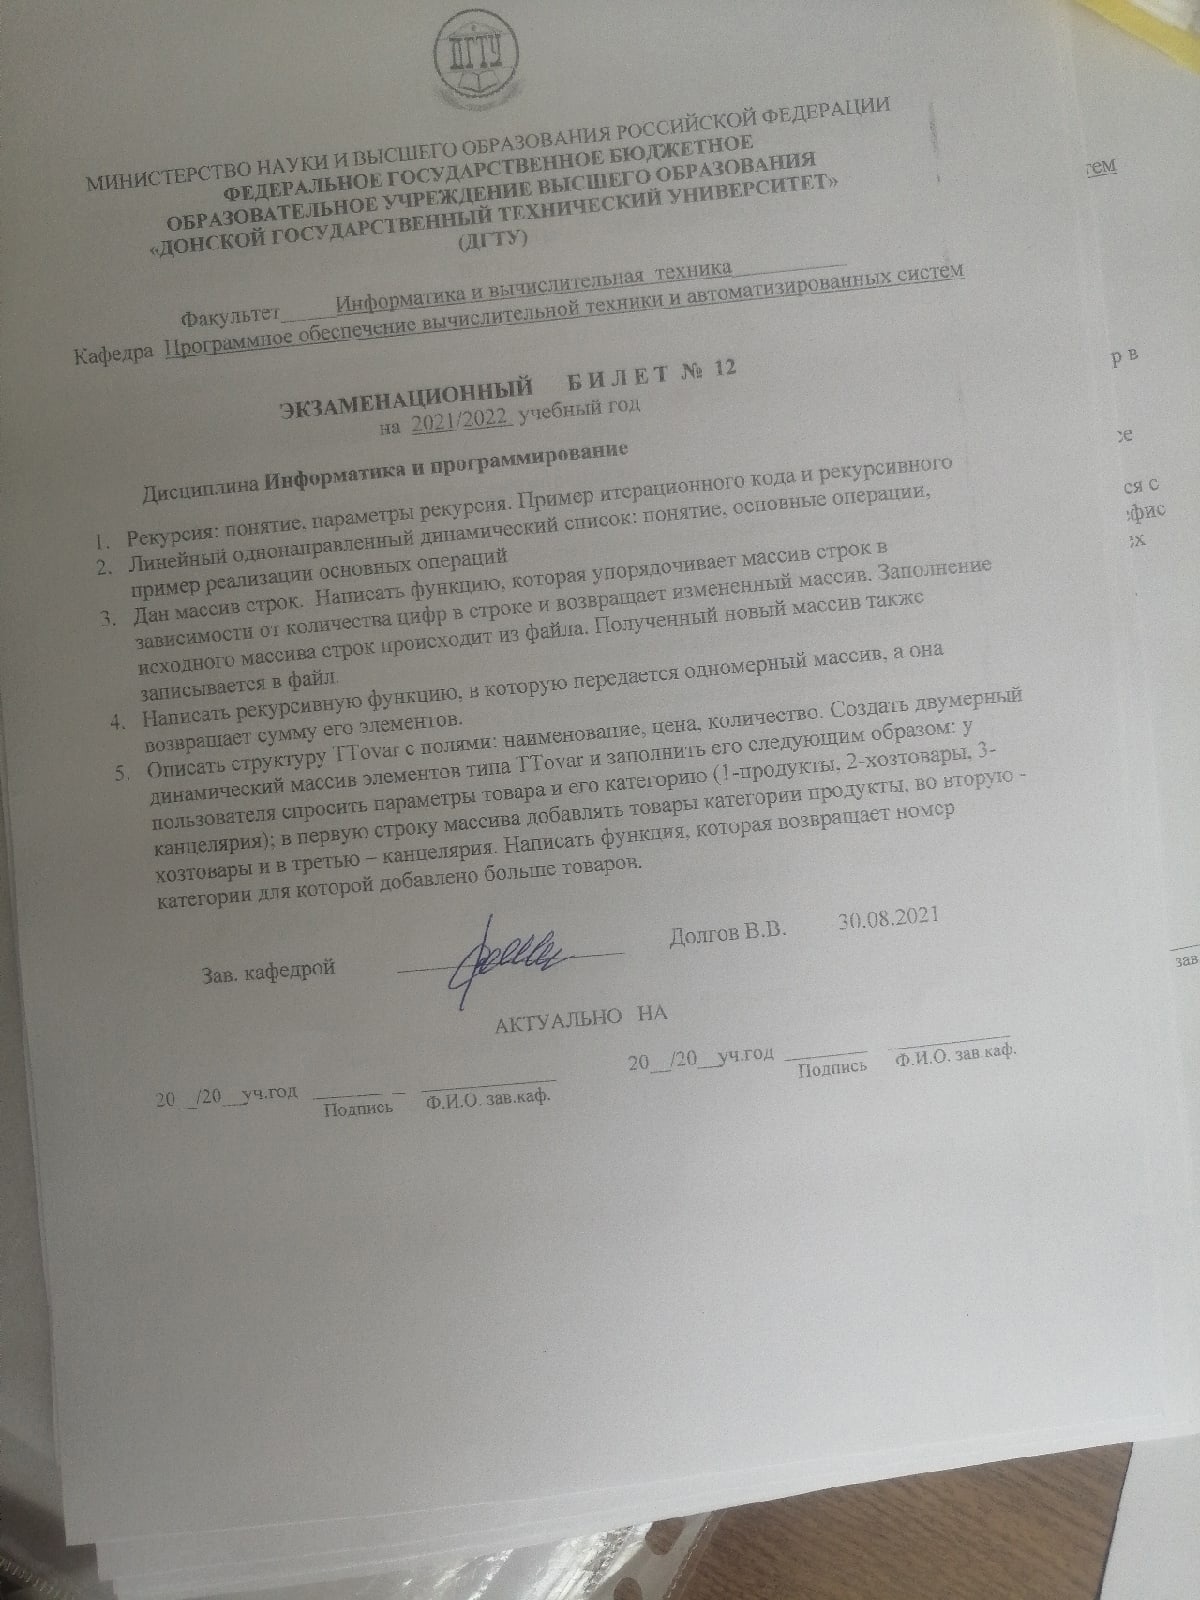 ДГТУ
МИНИСТЕРСТВО НАУКИ И ВЫСШЕГО ОБРАЗОВАНИЯ РОССИЙСКОЙ ФЕДЕРАЦИИ
ФЕДЕРАЛЬНОЕ ГОСУДАРСТВЕННОЕ БЮДЖЕТНОЕ
ОБРАЗОВАТЕЛЬНОЕ УЧРЕЖДЕНИЕ ВЫСШЕГО ОБРАЗОВАНИЯ
«ДОНСКОЙ ГОСУДАРСТВЕННЫЙ ТЕХНИЧЕСКИЙ УНИВЕРСИТЕТ»
(ДГТУ)
Факультет Информатика и вычислительная техника
Кафедра Программное обеспечение вычислительной техники и автоматизированных систем
ЭКЗАМЕНАЦИОННЫЙ БИЛЕТ № 12
на 2021/2022 учебный год
Дисциплина Информатика и программирование
1. Рекурсия: понятие, параметры рекурсия. Пример итерационного кода и рекурсивного
2. Линейный однонаправленный динамический список: понятие, основные операции,
пример реализации основных операций
3. Дан массив строк. Написать функцию, которая упорядочивает массив строк в
зависимости от количества цифр в строке и возвращает измененный массив. Заполнение
исходного массива строк происходит из файла. Полученный новый массив также
записывается в файл.
4. Написать рекурсивную функцию, в которую передается одномерный массив, а она
возвращает сумму его элементов.
5. Описать структуру TTovar с полями: наименование, цена, количество. Создать двумерный
динамический массив элементов типа TTovar и заполнить его следующим образом: у
пользователя спросить параметры товара и его категорию (1-продукты, 2-хозтовары, 3-
канцелярия); в первую строку массива добавлять товары категории продукты, во вторую -
хозтовары и в третью – канцелярия. Написать функция, которая возвращает номер
категории для которой добавлено больше товаров.
Зав. кафедрой Долгов В.В. 30.08.2021
АКТУАЛЬНО НА
20__/20__уч.год
Подпись Ф.И.О. зав.каф.
20__/20__уч.год
Подпись Ф.И.О. зав.каф.
тем
р в
се
ся с
фис
х
зав